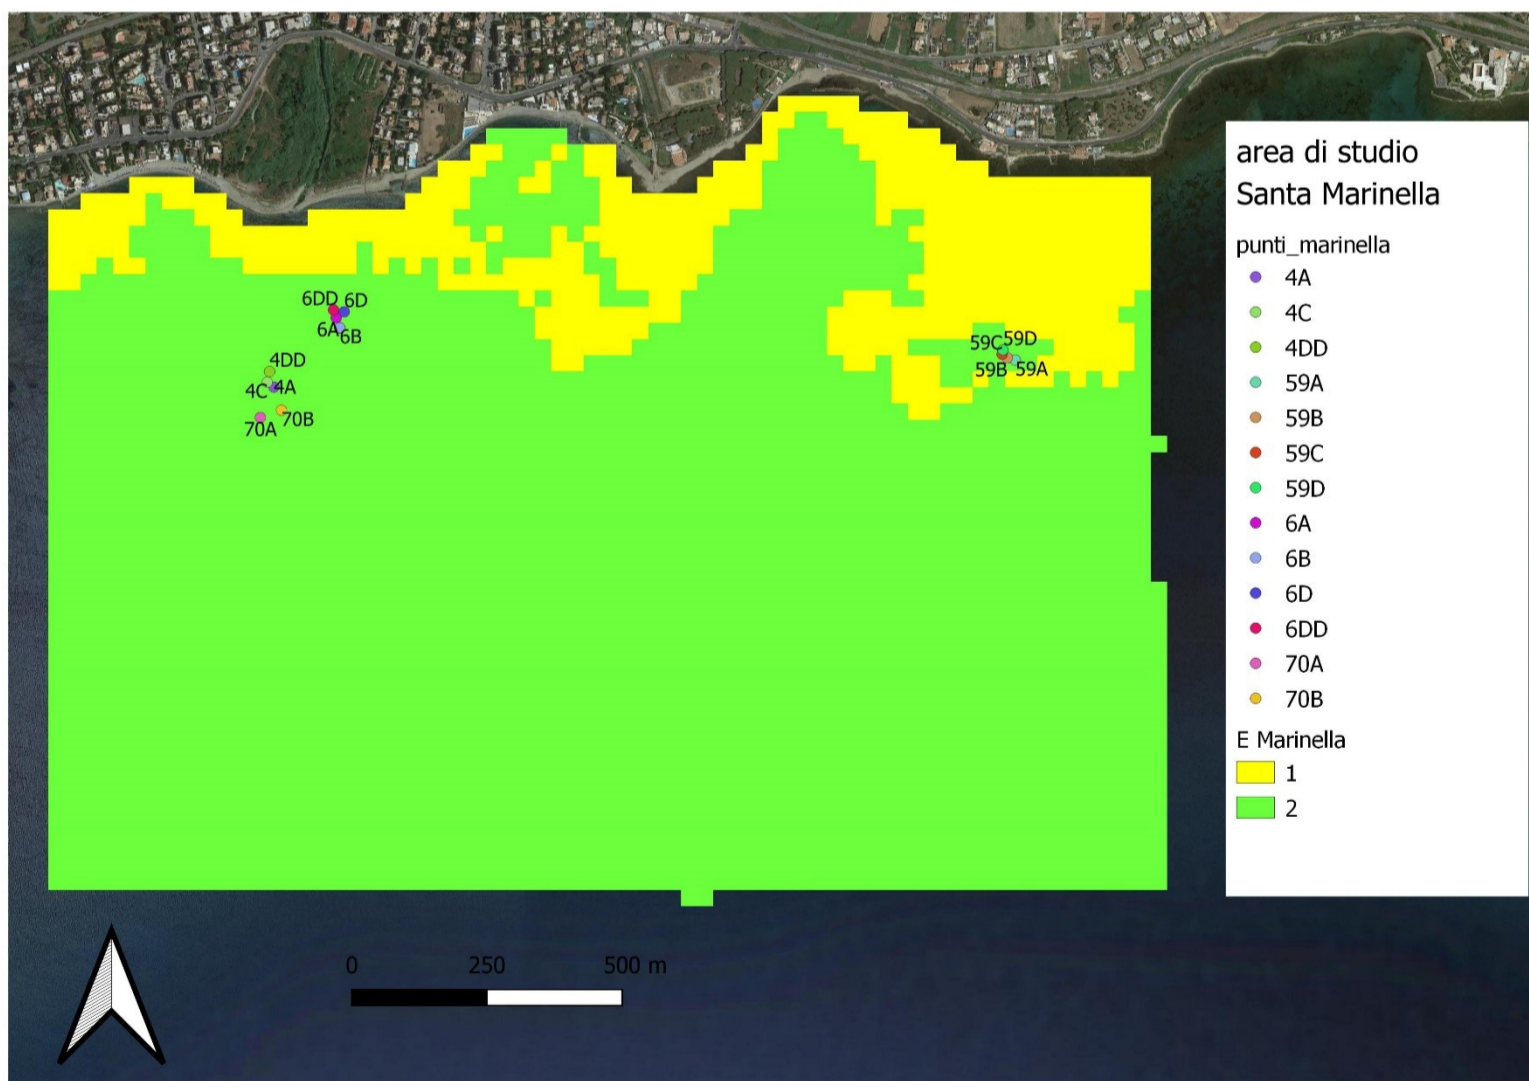 area di studio
Santa Marinella
punti_marinella
4A
4C
4DD
59A
59B
59C
59D
6A
6B
6D
6DD
70A
70B
E Marinella
1
2
6DD 6D
6A 6B
4DD
4C 4A
70B
70A
59C 59D
59B 59A
0 250 500 m